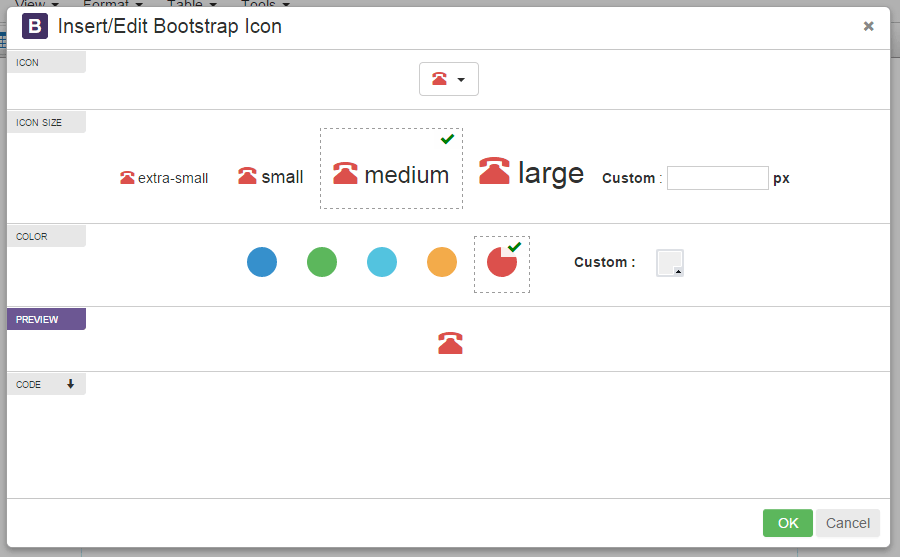 View Format Table Tools
B Insert/Edit Bootstrap Icon ×
ICON
ICON SIZE
extra-small small medium large Custom : px
COLOR
Custom :
PREVIEW
CODE
OK Cancel